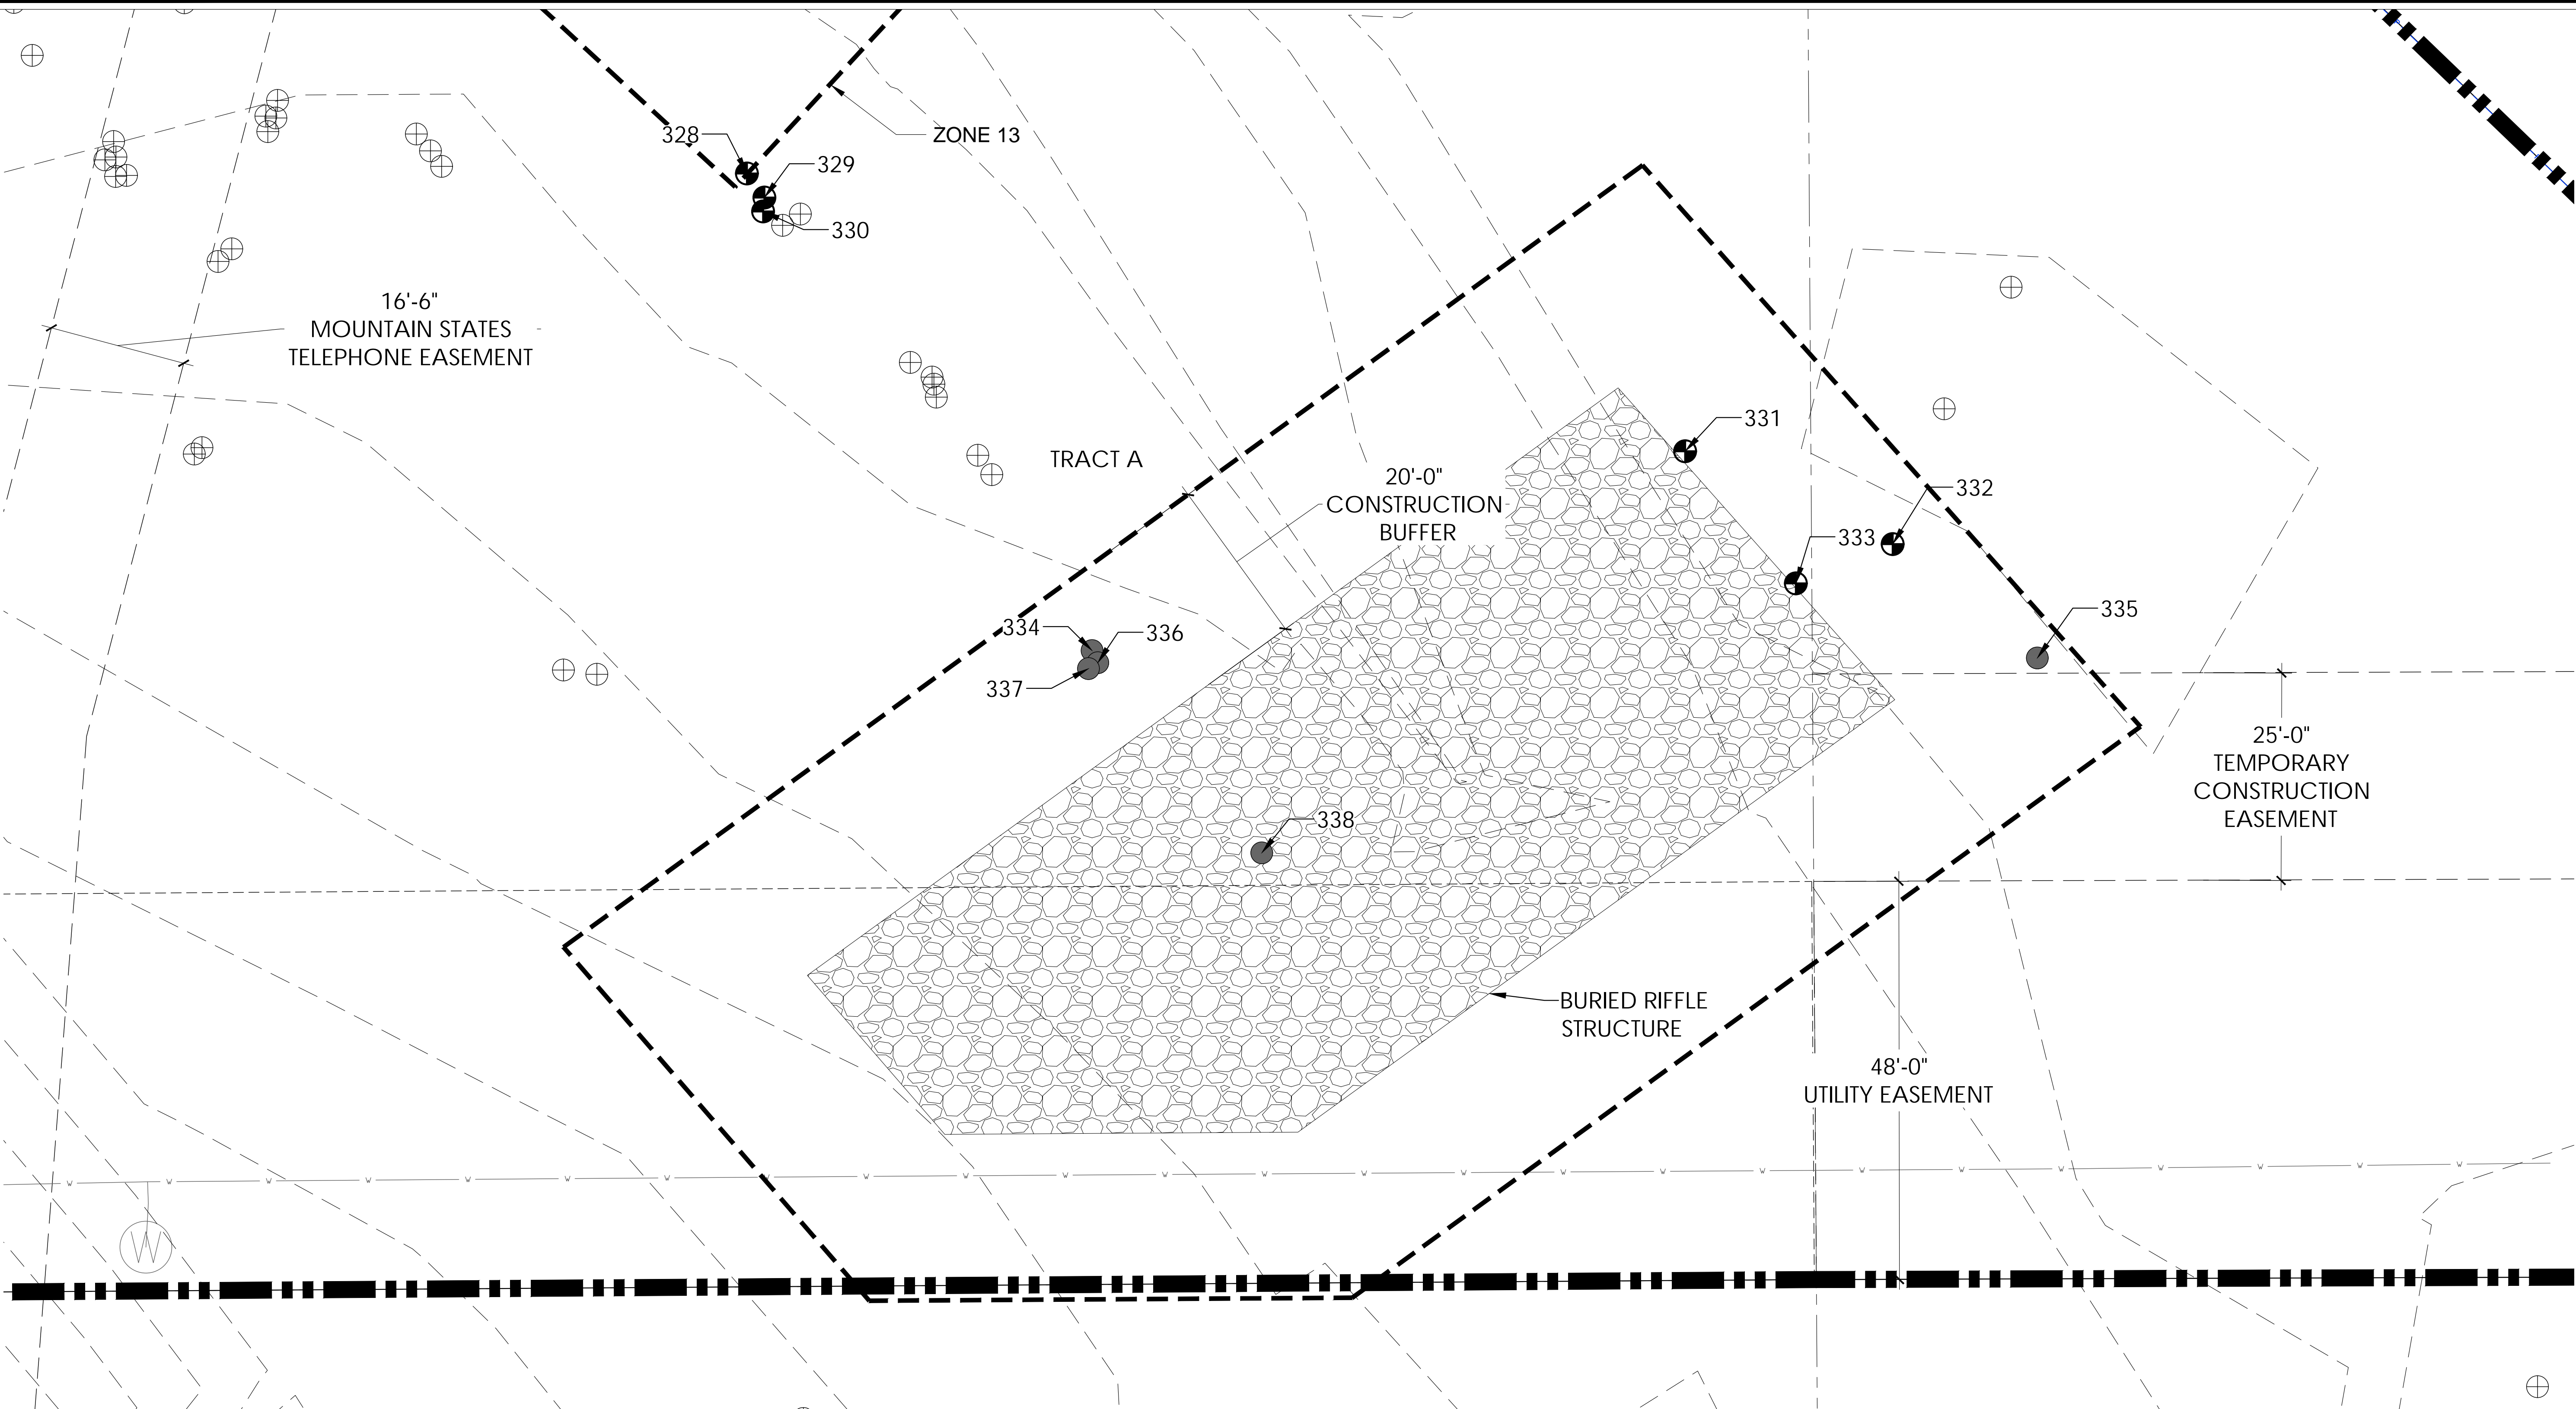 328
ZONE 13
329
330
16'-6"
MOUNTAIN STATES
TELEPHONE EASEMENT
TRACT A
331
20'-0"
CONSTRUCTION
BUFFER
332
333
335
334
336
337
25'-0"
TEMPORARY
CONSTRUCTION
EASEMENT
338
BURIED RIFFLE
STRUCTURE
48'-0"
UTILITY EASEMENT
W W W W W W W W W W W W W W W W W W W W W W W W W
W